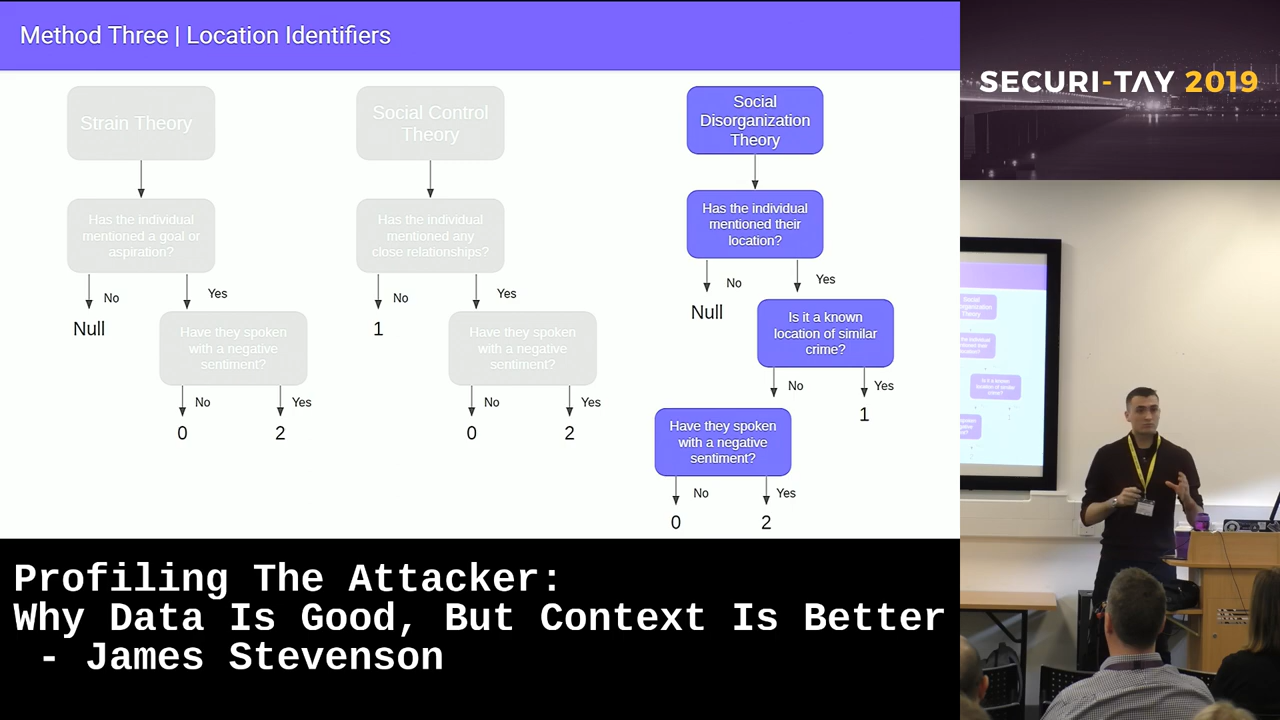 Method Three | Location Identifiers
SECURI-TAY 2019
Strain Theory
Has the individual
mentioned a goal or
aspiration?
No
Yes
Null
Have they spoken
with a negative
sentiment?
No
Yes
0
2
Social Control
Theory
Has the individual
mentioned any
close relationships?
No
Yes
1
Have they spoken
with a negative
sentiment?
No
Yes
0
2
Social
Disorganization
Theory
Has the individual
mentioned their
location?
No
Yes
Null
Is it a known
location of similar
crime?
No
Yes
1
Have they spoken
with a negative
sentiment?
No
Yes
0
2
Profiling The Attacker:
Why Data Is Good, But Context Is Better
- James Stevenson